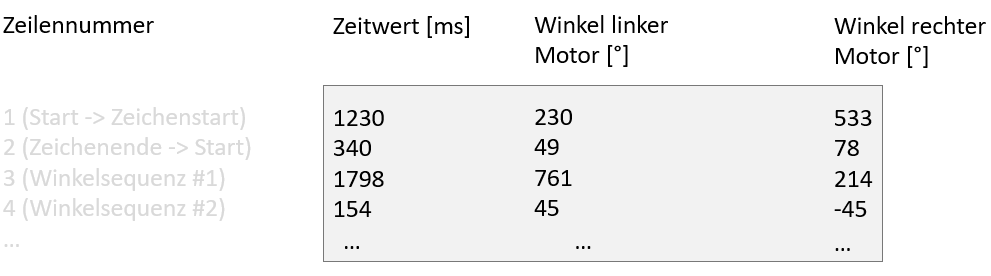 Zeilennummer Zeitwert [ms] Winkel linker Motor [°] Winkel rechter Motor [°]
1 (Start -> Zeichenstart) 1230 230 533
2 (Zeichenende -> Start) 340 49 78
3 (Winkelsequenz #1) 1798 761 214
4 (Winkelsequenz #2) 154 45 -45
... ... ... ...